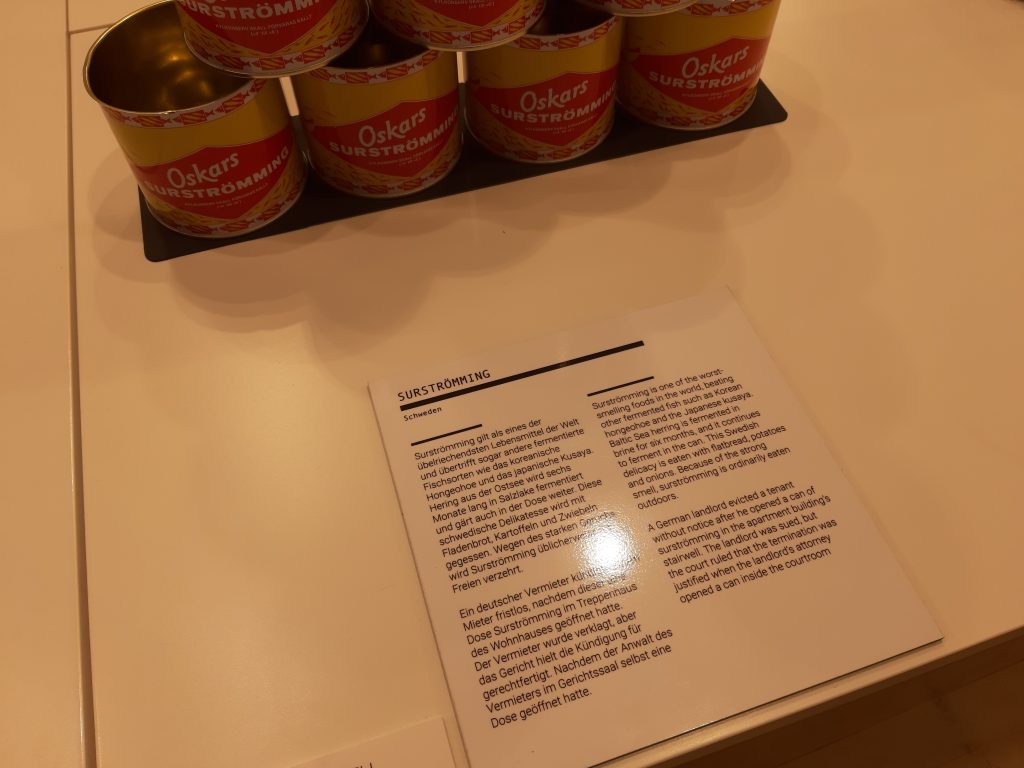 Oskars
SURSTRÖMMING
Oskars
SURSTRÖMMING
Oskars
SURSTRÖMMING
Oskars
SURSTRÖMMING
SURSTRÖMMING
SURSTRÖMMING
Schweden
Surströmming gilt als eines der
übelriechendsten Lebensmittel der Welt
und übertrifft sogar andere fermentierte
Fischsorten wie das koreanische
Hongeohoe und das japanische Kusaya.
Hering aus der Ostsee wird sechs
Monate lang in Salzlake fermentiert
und gärt auch in der Dose weiter. Diese
schwedische Delikatesse wird mit
Fladenbrot, Kartoffeln und Zwiebeln
gegessen. Wegen des starken Geruchs
wird Surströmming
Freien verzehrt.
Ein deutscher Vermieter
Mieter fristlos, nachdem dieser eine
Dose Surströmming im Treppenhaus
des Wohnhauses geöffnet hatte.
Der Vermieter wurde verklagt, aber
das Gericht hielt die Kündigung für
gerechtfertigt. Nachdem der Anwalt des
Vermieters im Gerichtssaal selbst eine
Dose geöffnet hatte.
Surströmming is one of the worst-
smelling foods in the world, beating
other fermented fish such as Korean
hongeohoe and the Japanese kusaya.
Baltic Sea herring is fermented in
brine for six months, and it continues
to ferment in the can. This Swedish
delicacy is eaten with flatbread, potatoes
and onions. Because of the strong
smell, surströmming is ordinarily eaten
outdoors.
A German landlord evicted a tenant
without notice after he opened a can of
surströmming in the apartment building's
stairwell. The landlord was sued, but
the court ruled that the termination was
justified when the landlord's attorney
opened a can inside the courtroom